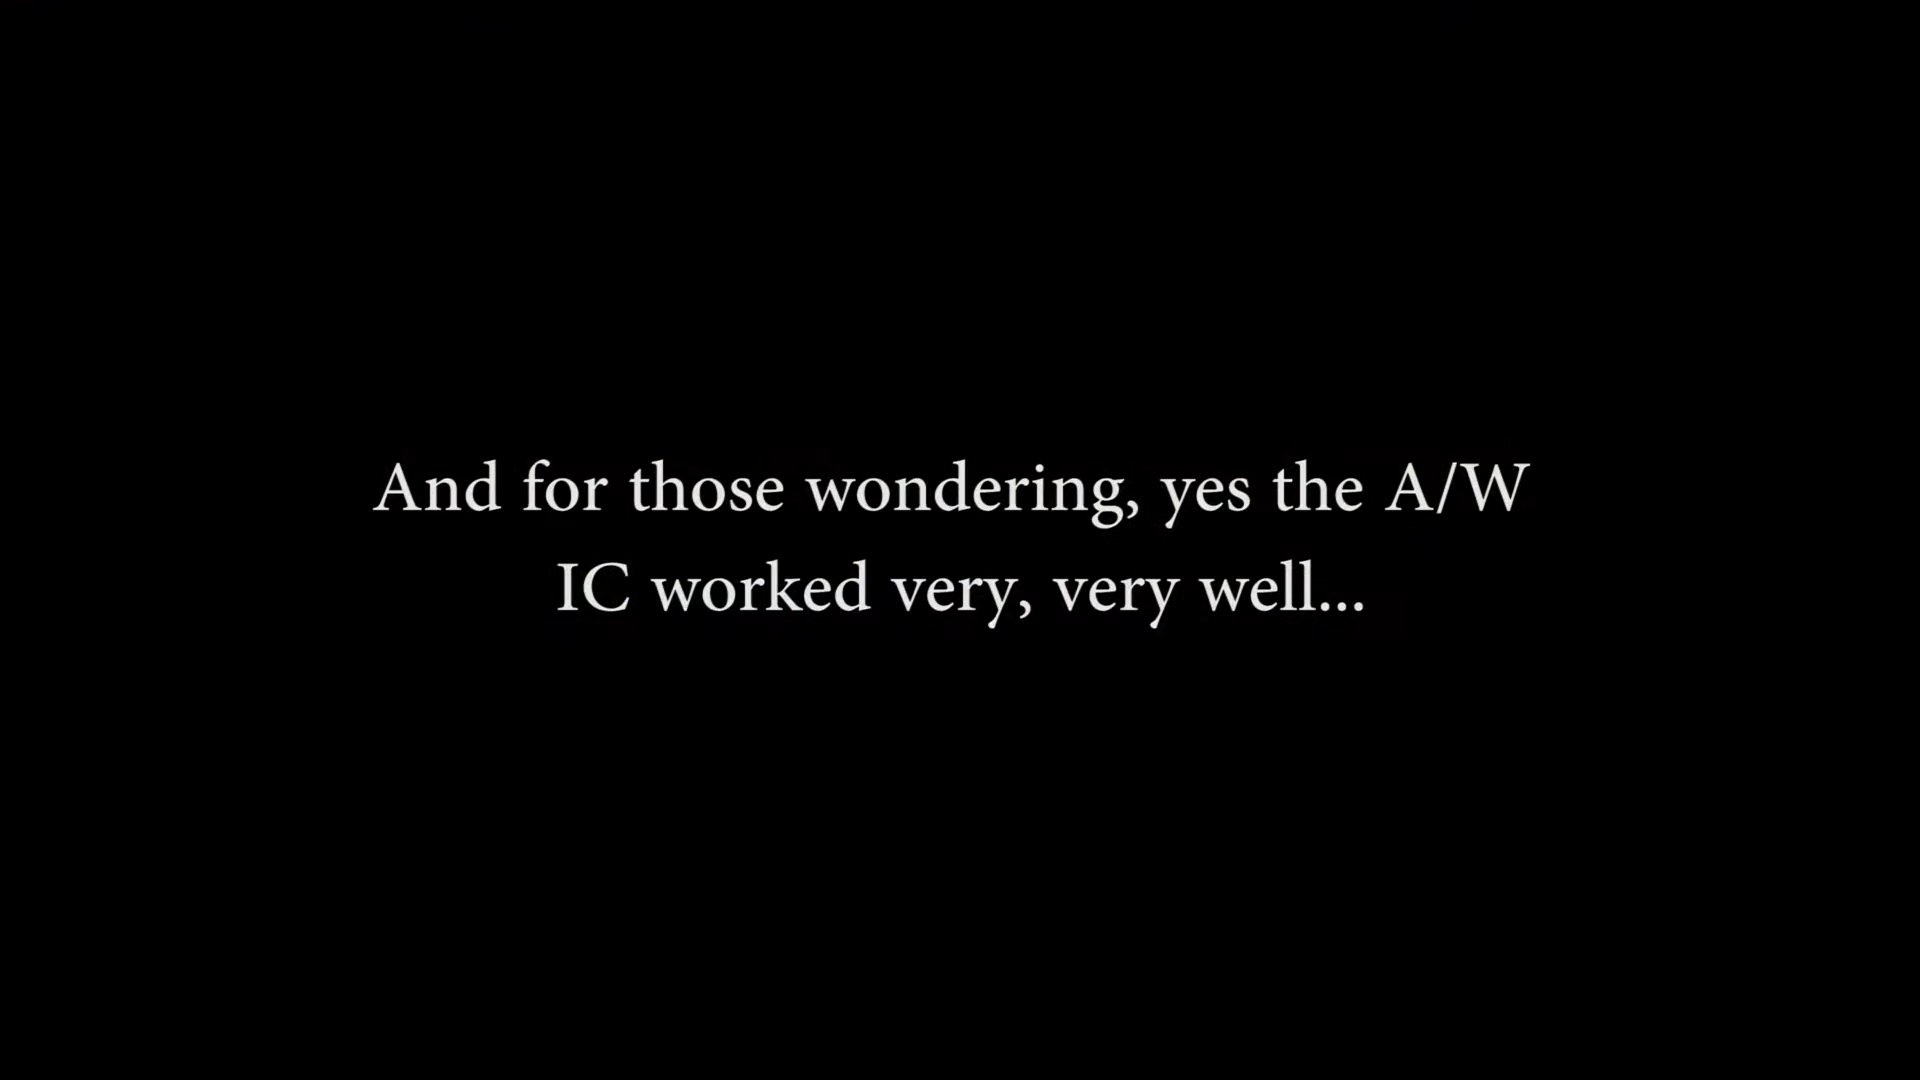 And for those wondering, yes the A/W
IC worked very, very well...